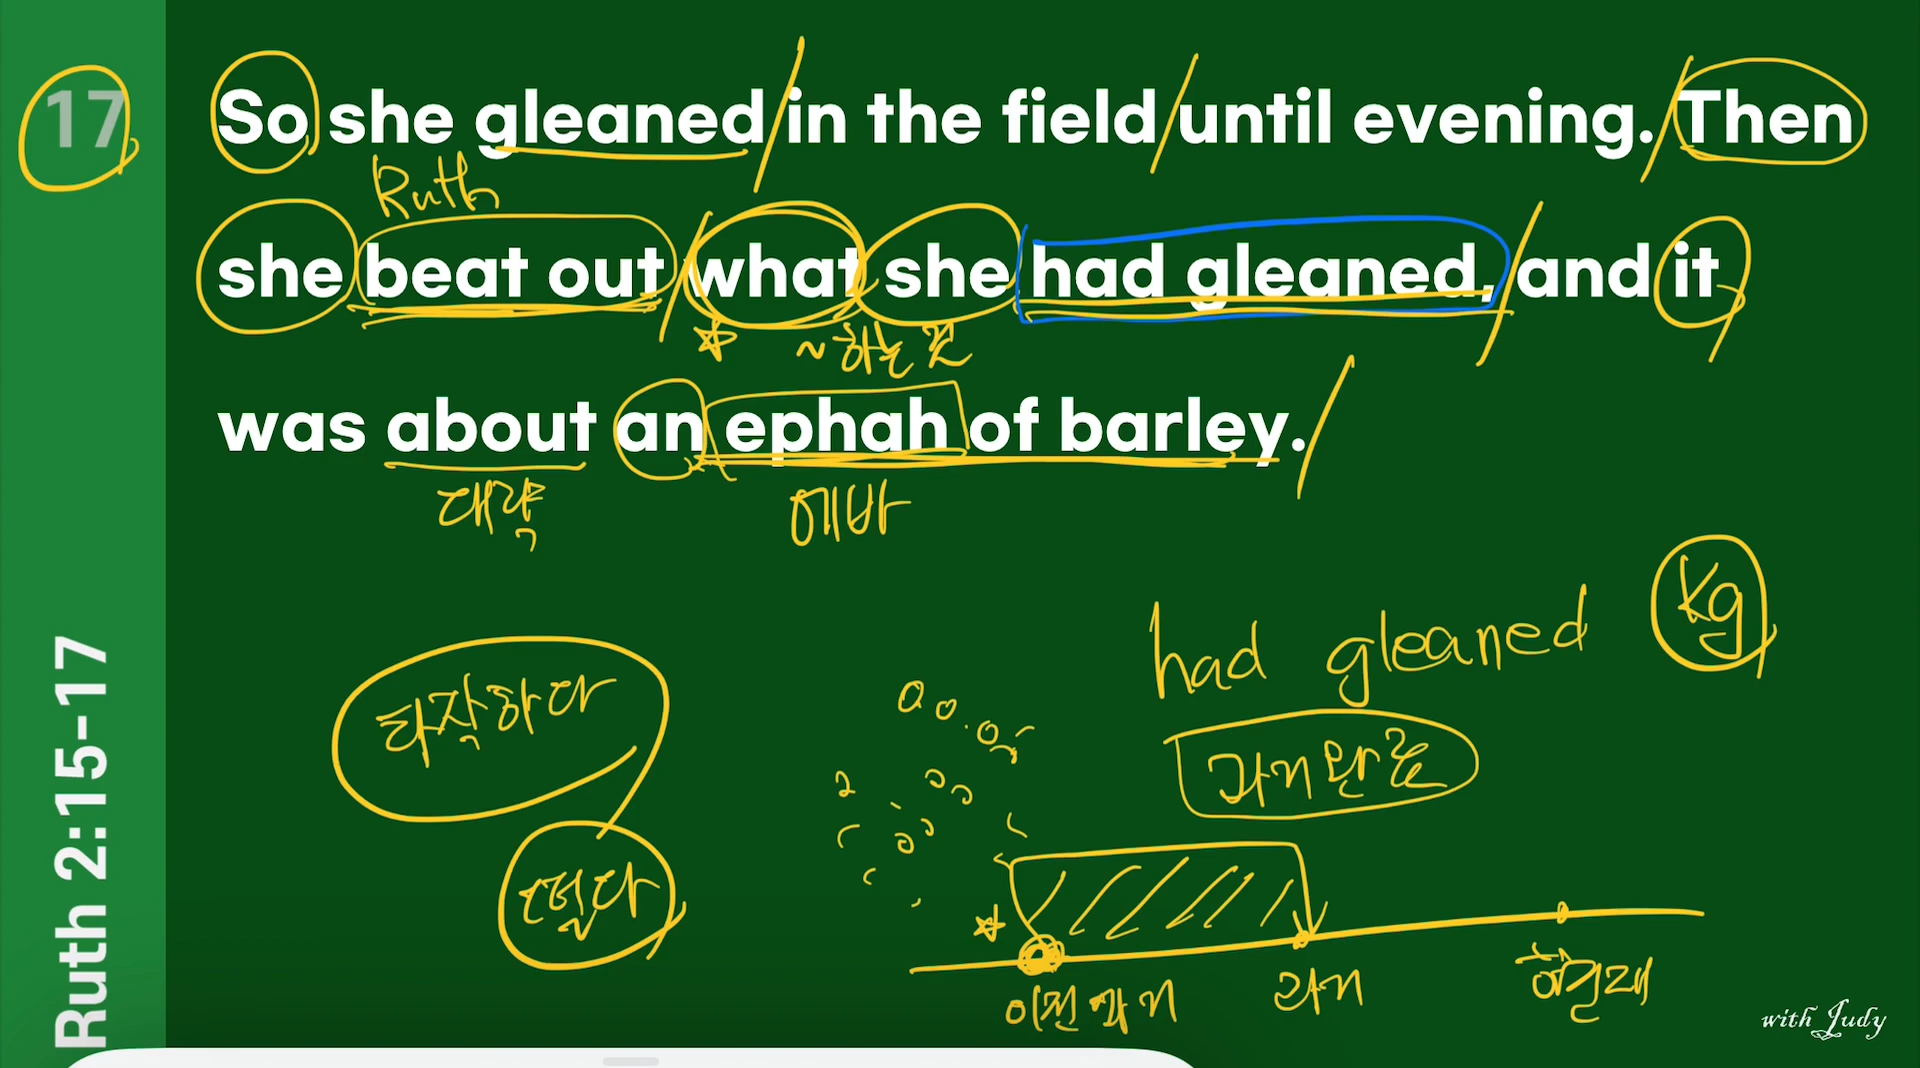 17
So she gleaned in the field until evening. Then
Ruth
she beat out what she had gleaned, and it
~하는 것
was about an ephah of barley.
대략
에바
kg
had gleaned
타작하다
과거완료
떨다
이전과거
과거
현재
Ruth 2:15-17
with Judy